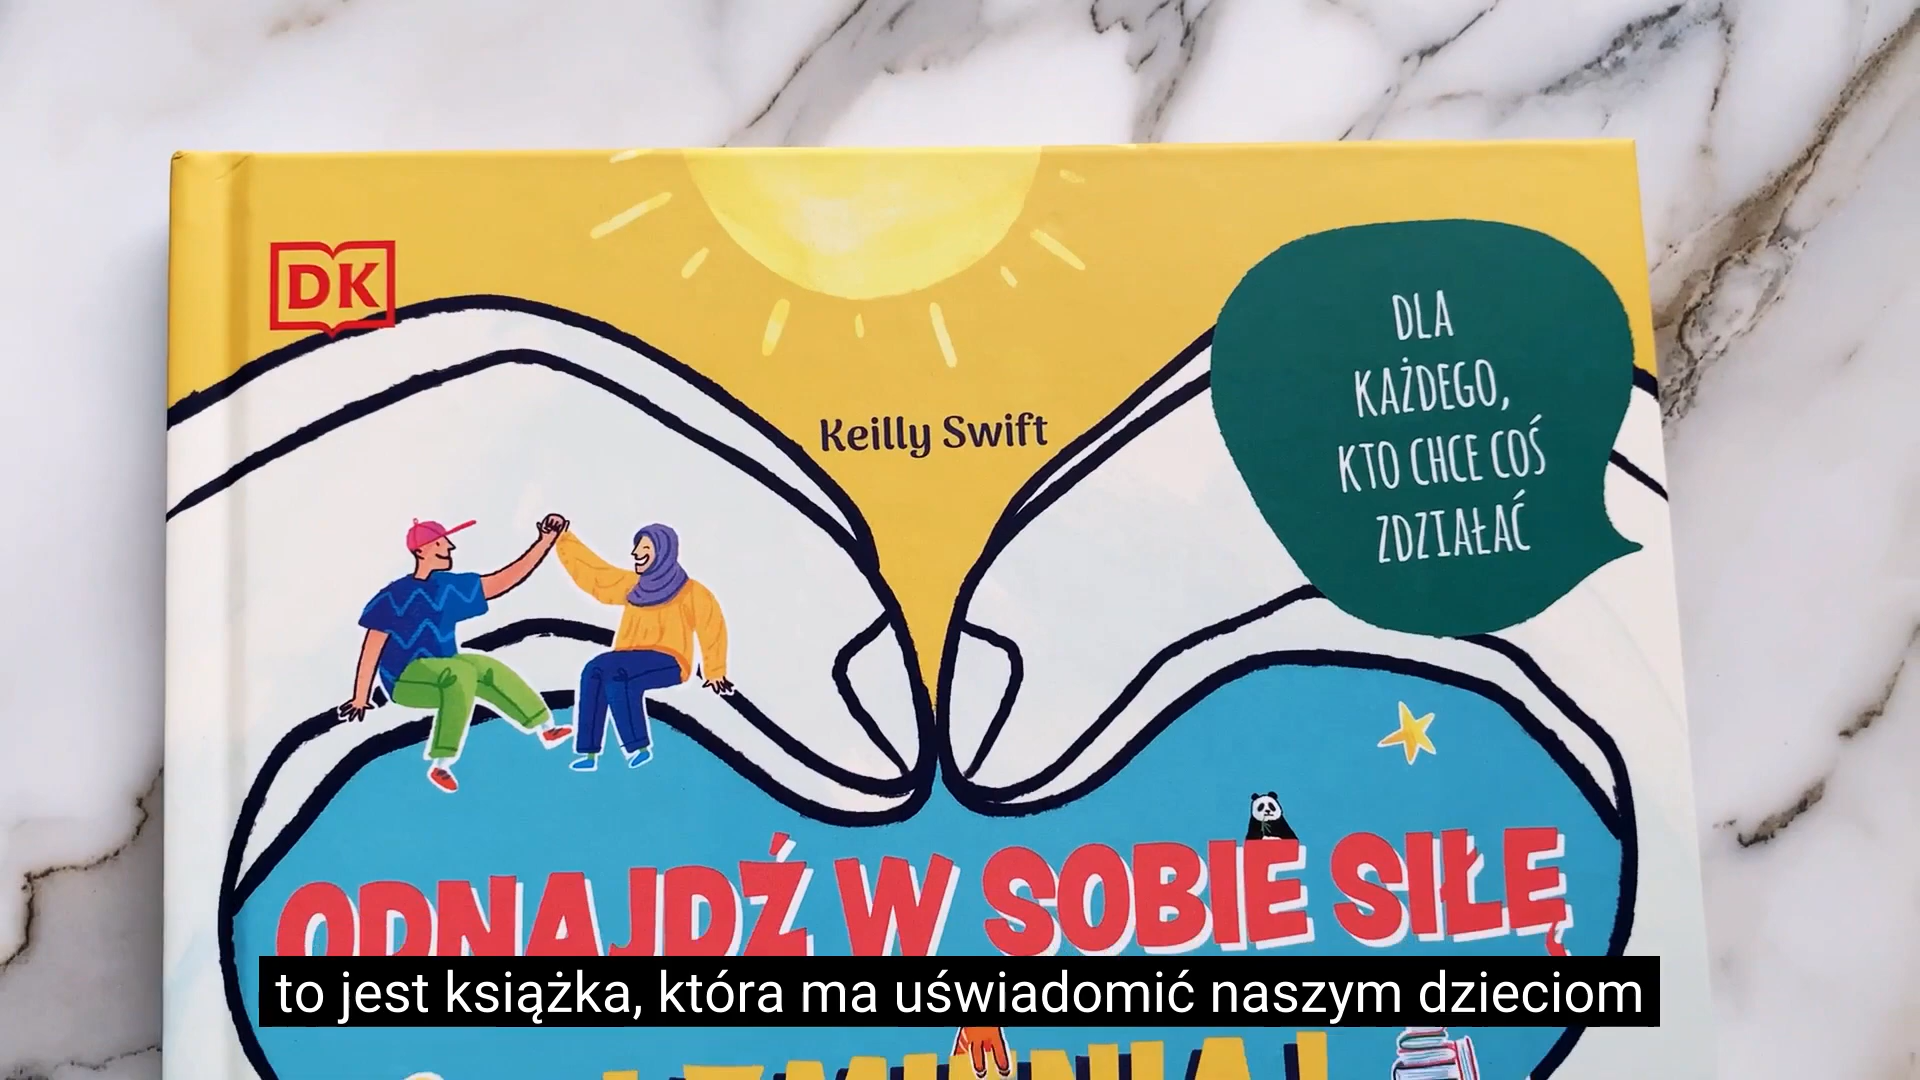 DK
Keilly Swift
DLA
KAŻDEGO,
KTO CHCE COŚ
ZDZIAŁAĆ
ODNAJDŹ W SOBIE SIŁĘ
to jest książka, która ma uświadomić naszym dzieciom